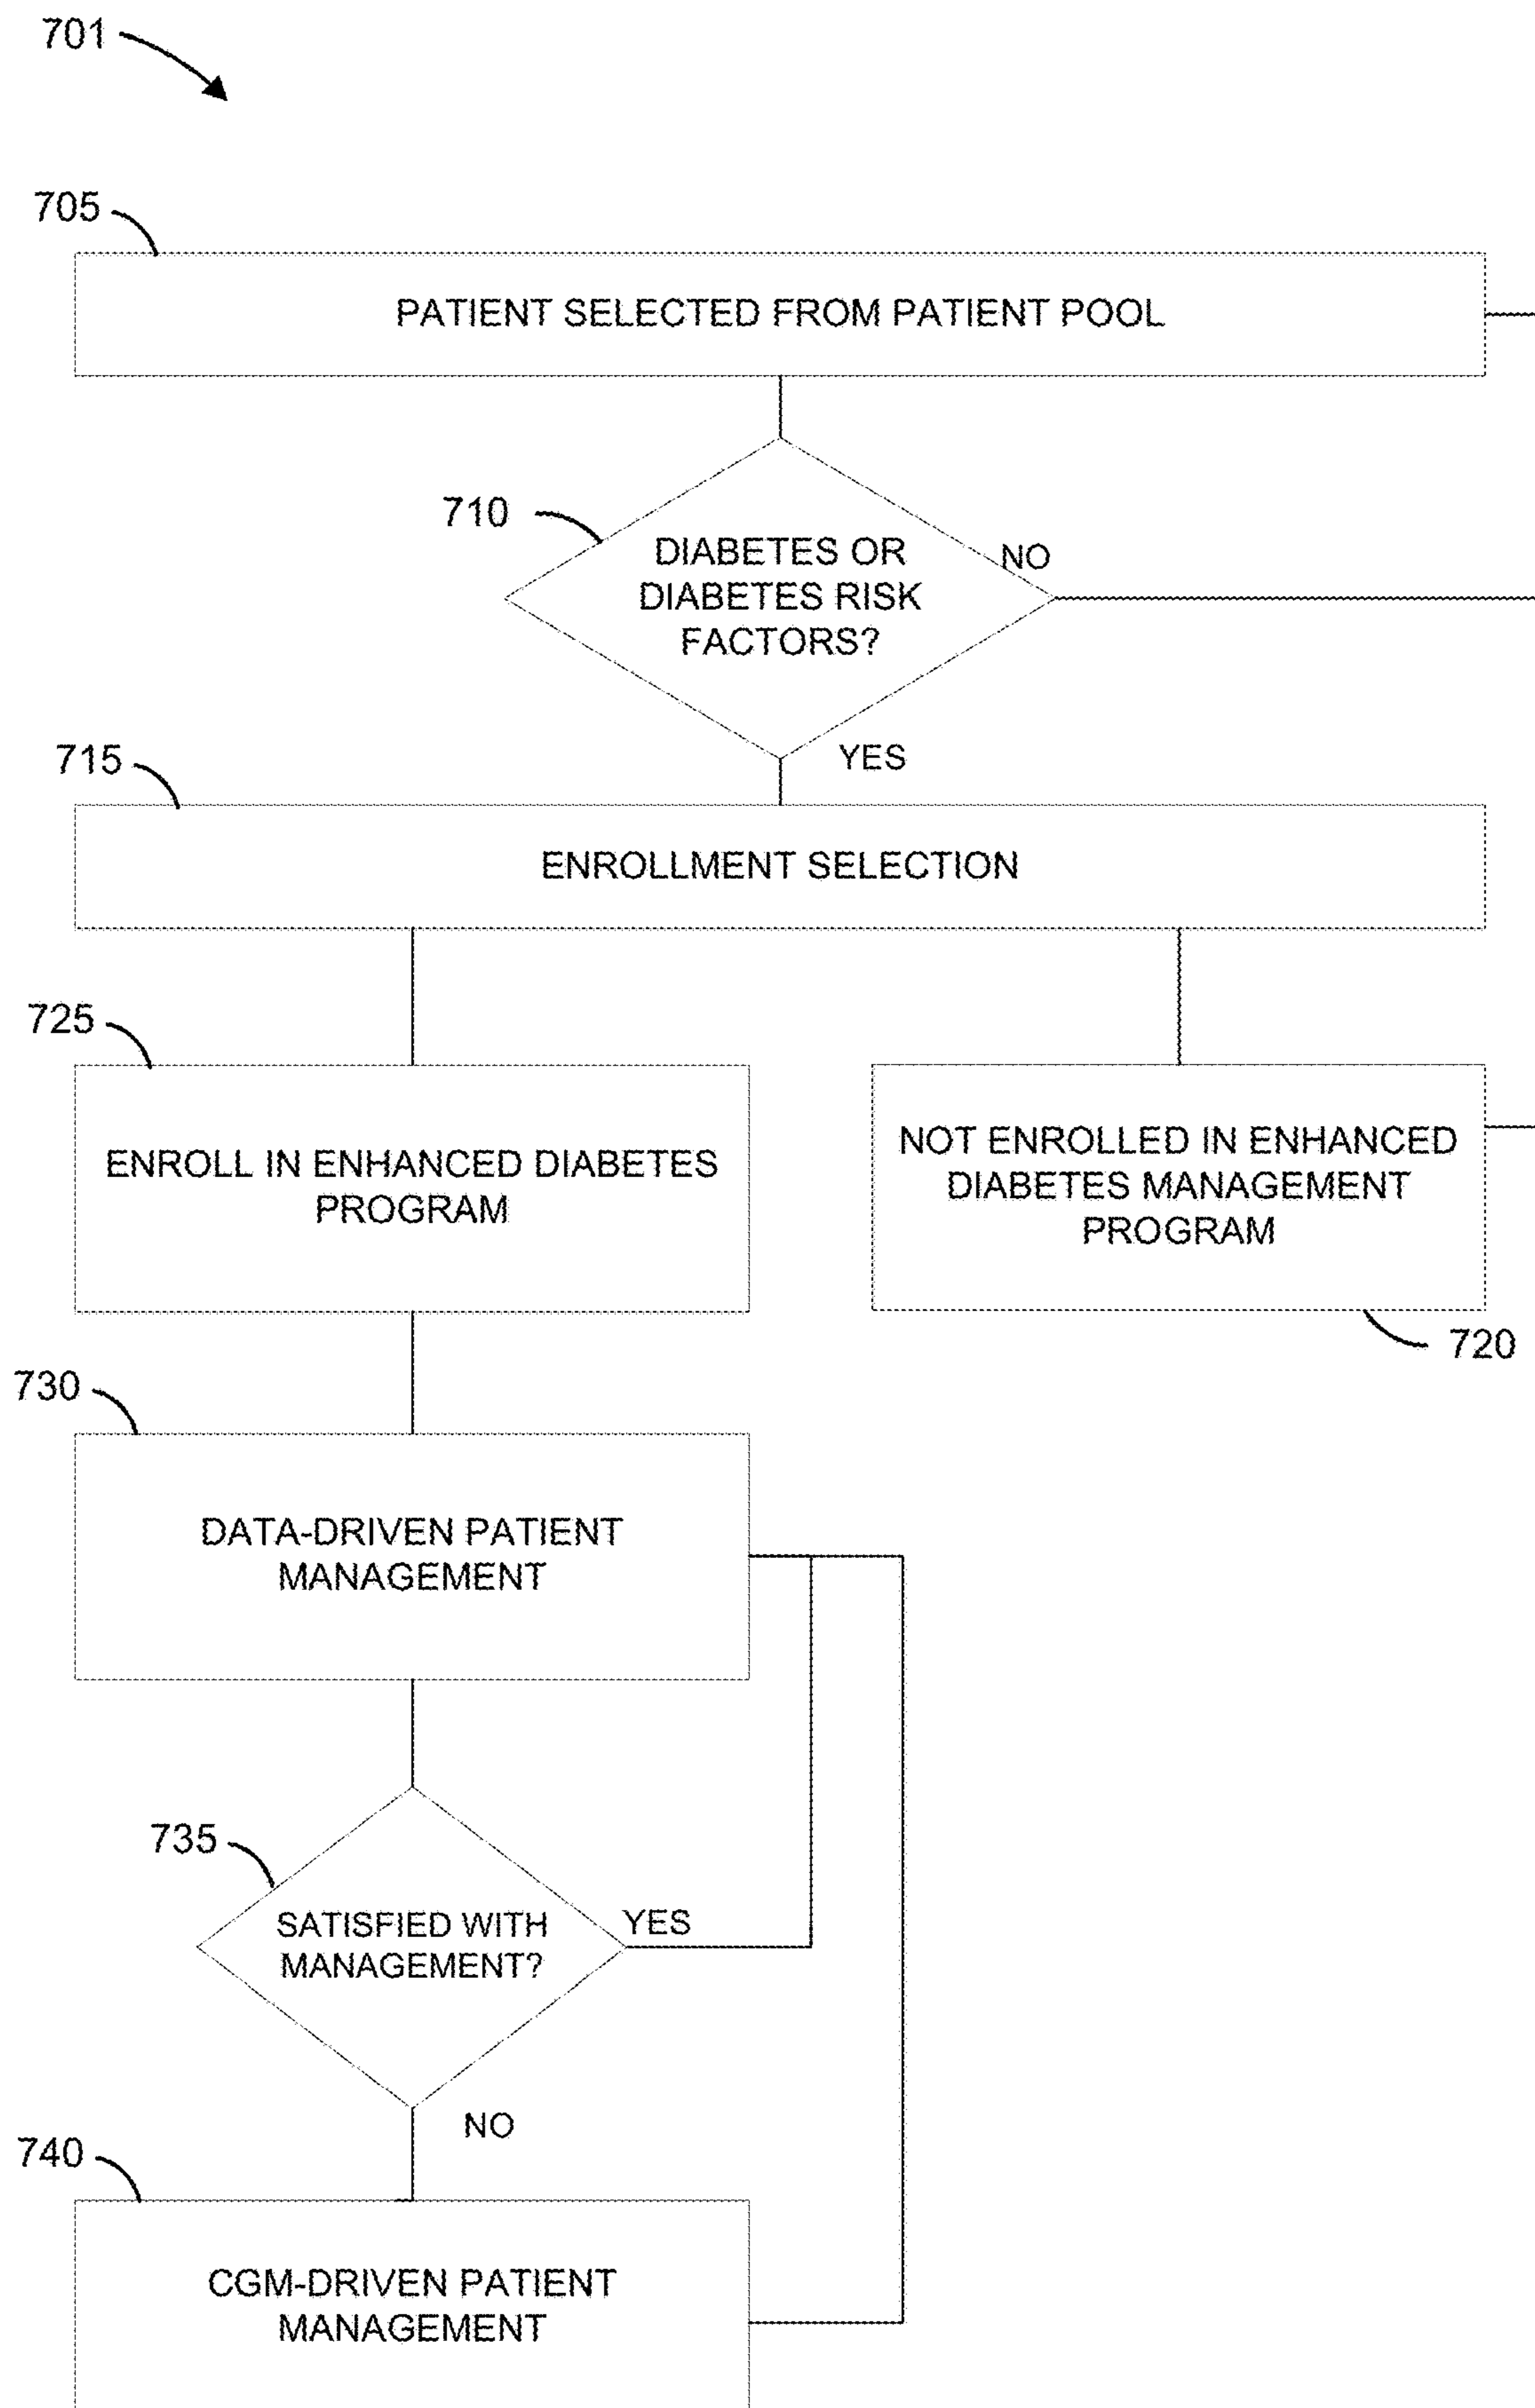 701
705
PATIENT SELECTED FROM PATIENT POOL
710
DIABETES OR
DIABETES RISK
FACTORS?
NO
YES
715
ENROLLMENT SELECTION
725
ENROLL IN ENHANCED DIABETES
PROGRAM
NOT ENROLLED IN ENHANCED
DIABETES MANAGEMENT
PROGRAM
720
730
DATA-DRIVEN PATIENT
MANAGEMENT
735
SATISFIED WITH
MANAGEMENT?
YES
NO
740
CGM-DRIVEN PATIENT
MANAGEMENT